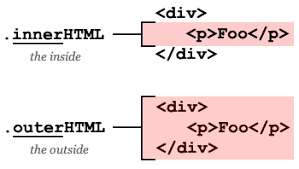 <div>
.innerHTML <p>Foo</p>
the inside </div>
<div>
.outerHTML <p>Foo</p>
the outside </div>